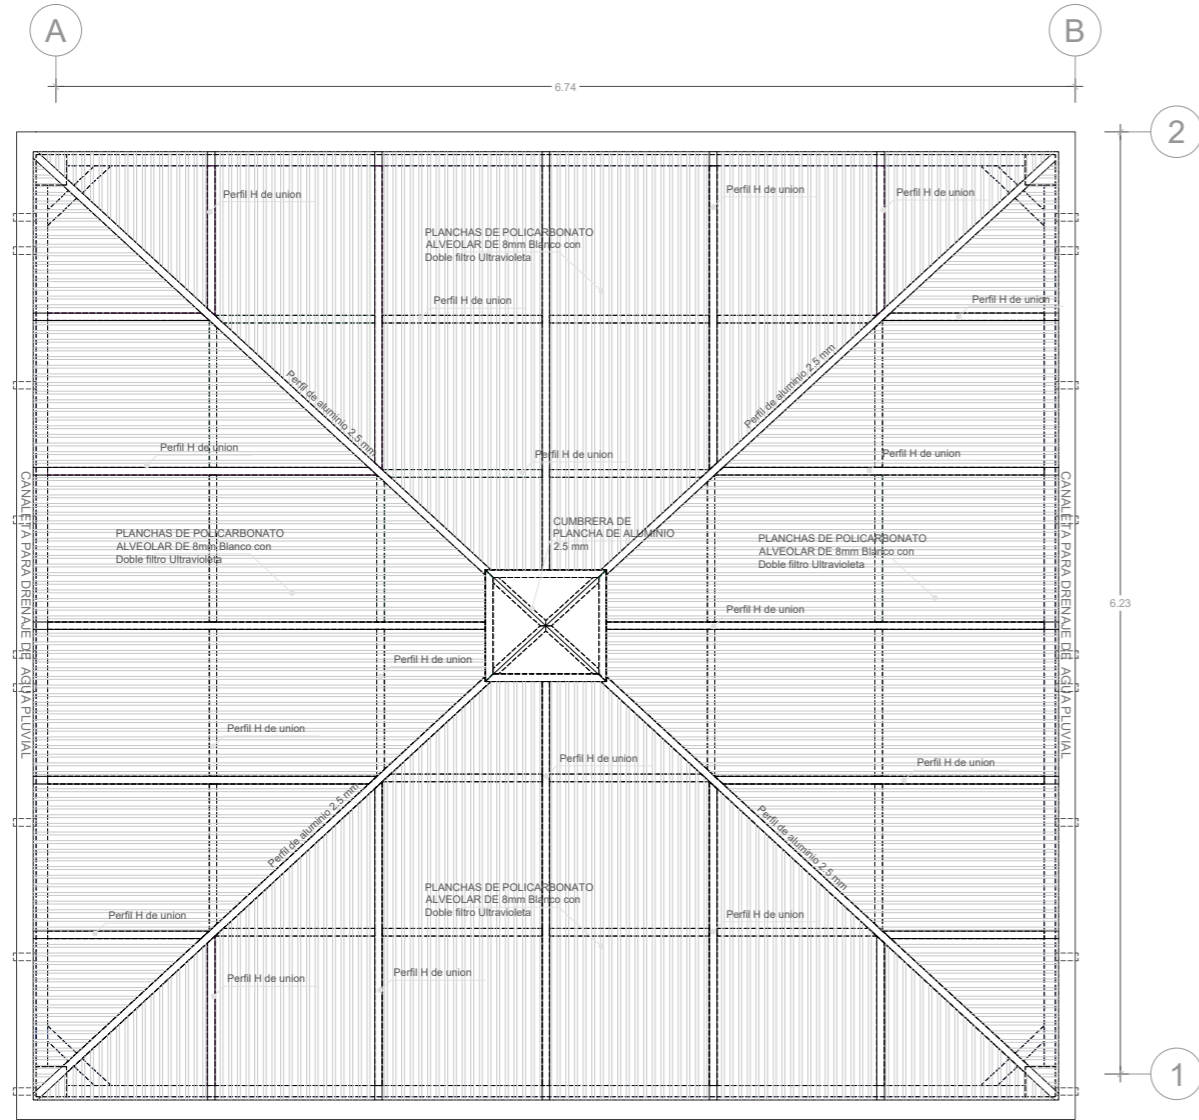 A
B
6.74
2
Perfil H de union
Perfil H de union
Perfil H de union
PLANCHAS DE POLICARBONATO
ALVEOLAR DE 8mm Blanco con
Doble filtro Ultravioleta
Perfil H de union
Perfil H de union
Perfil de aluminio 2.5 mm
Perfil de aluminio 2.5 mm
Perfil H de union
Perfil H de union
Perfil H de union
CANALETA PARA DRENAJE DE AGUA PLUVIAL
PLANCHAS DE POLICARBONATO
ALVEOLAR DE 8mm Blanco con
Doble filtro Ultravioleta
CUMBRERA DE
PLANCHA DE ALUMINIO
2.5 mm
PLANCHAS DE POLICARBONATO
ALVEOLAR DE 8mm Blanco con
Doble filtro Ultravioleta
CANALETA PARA DRENAJE DE AGUA PLUVIAL
6.23
Perfil H de union
Perfil H de union
Perfil H de union
Perfil H de union
Perfil H de union
Perfil de aluminio 2.5 mm
Perfil de aluminio 2.5 mm
PLANCHAS DE POLICARBONATO
ALVEOLAR DE 8mm Blanco con
Doble filtro Ultravioleta
Perfil H de union
Perfil H de union
Perfil H de union
Perfil H de union
1